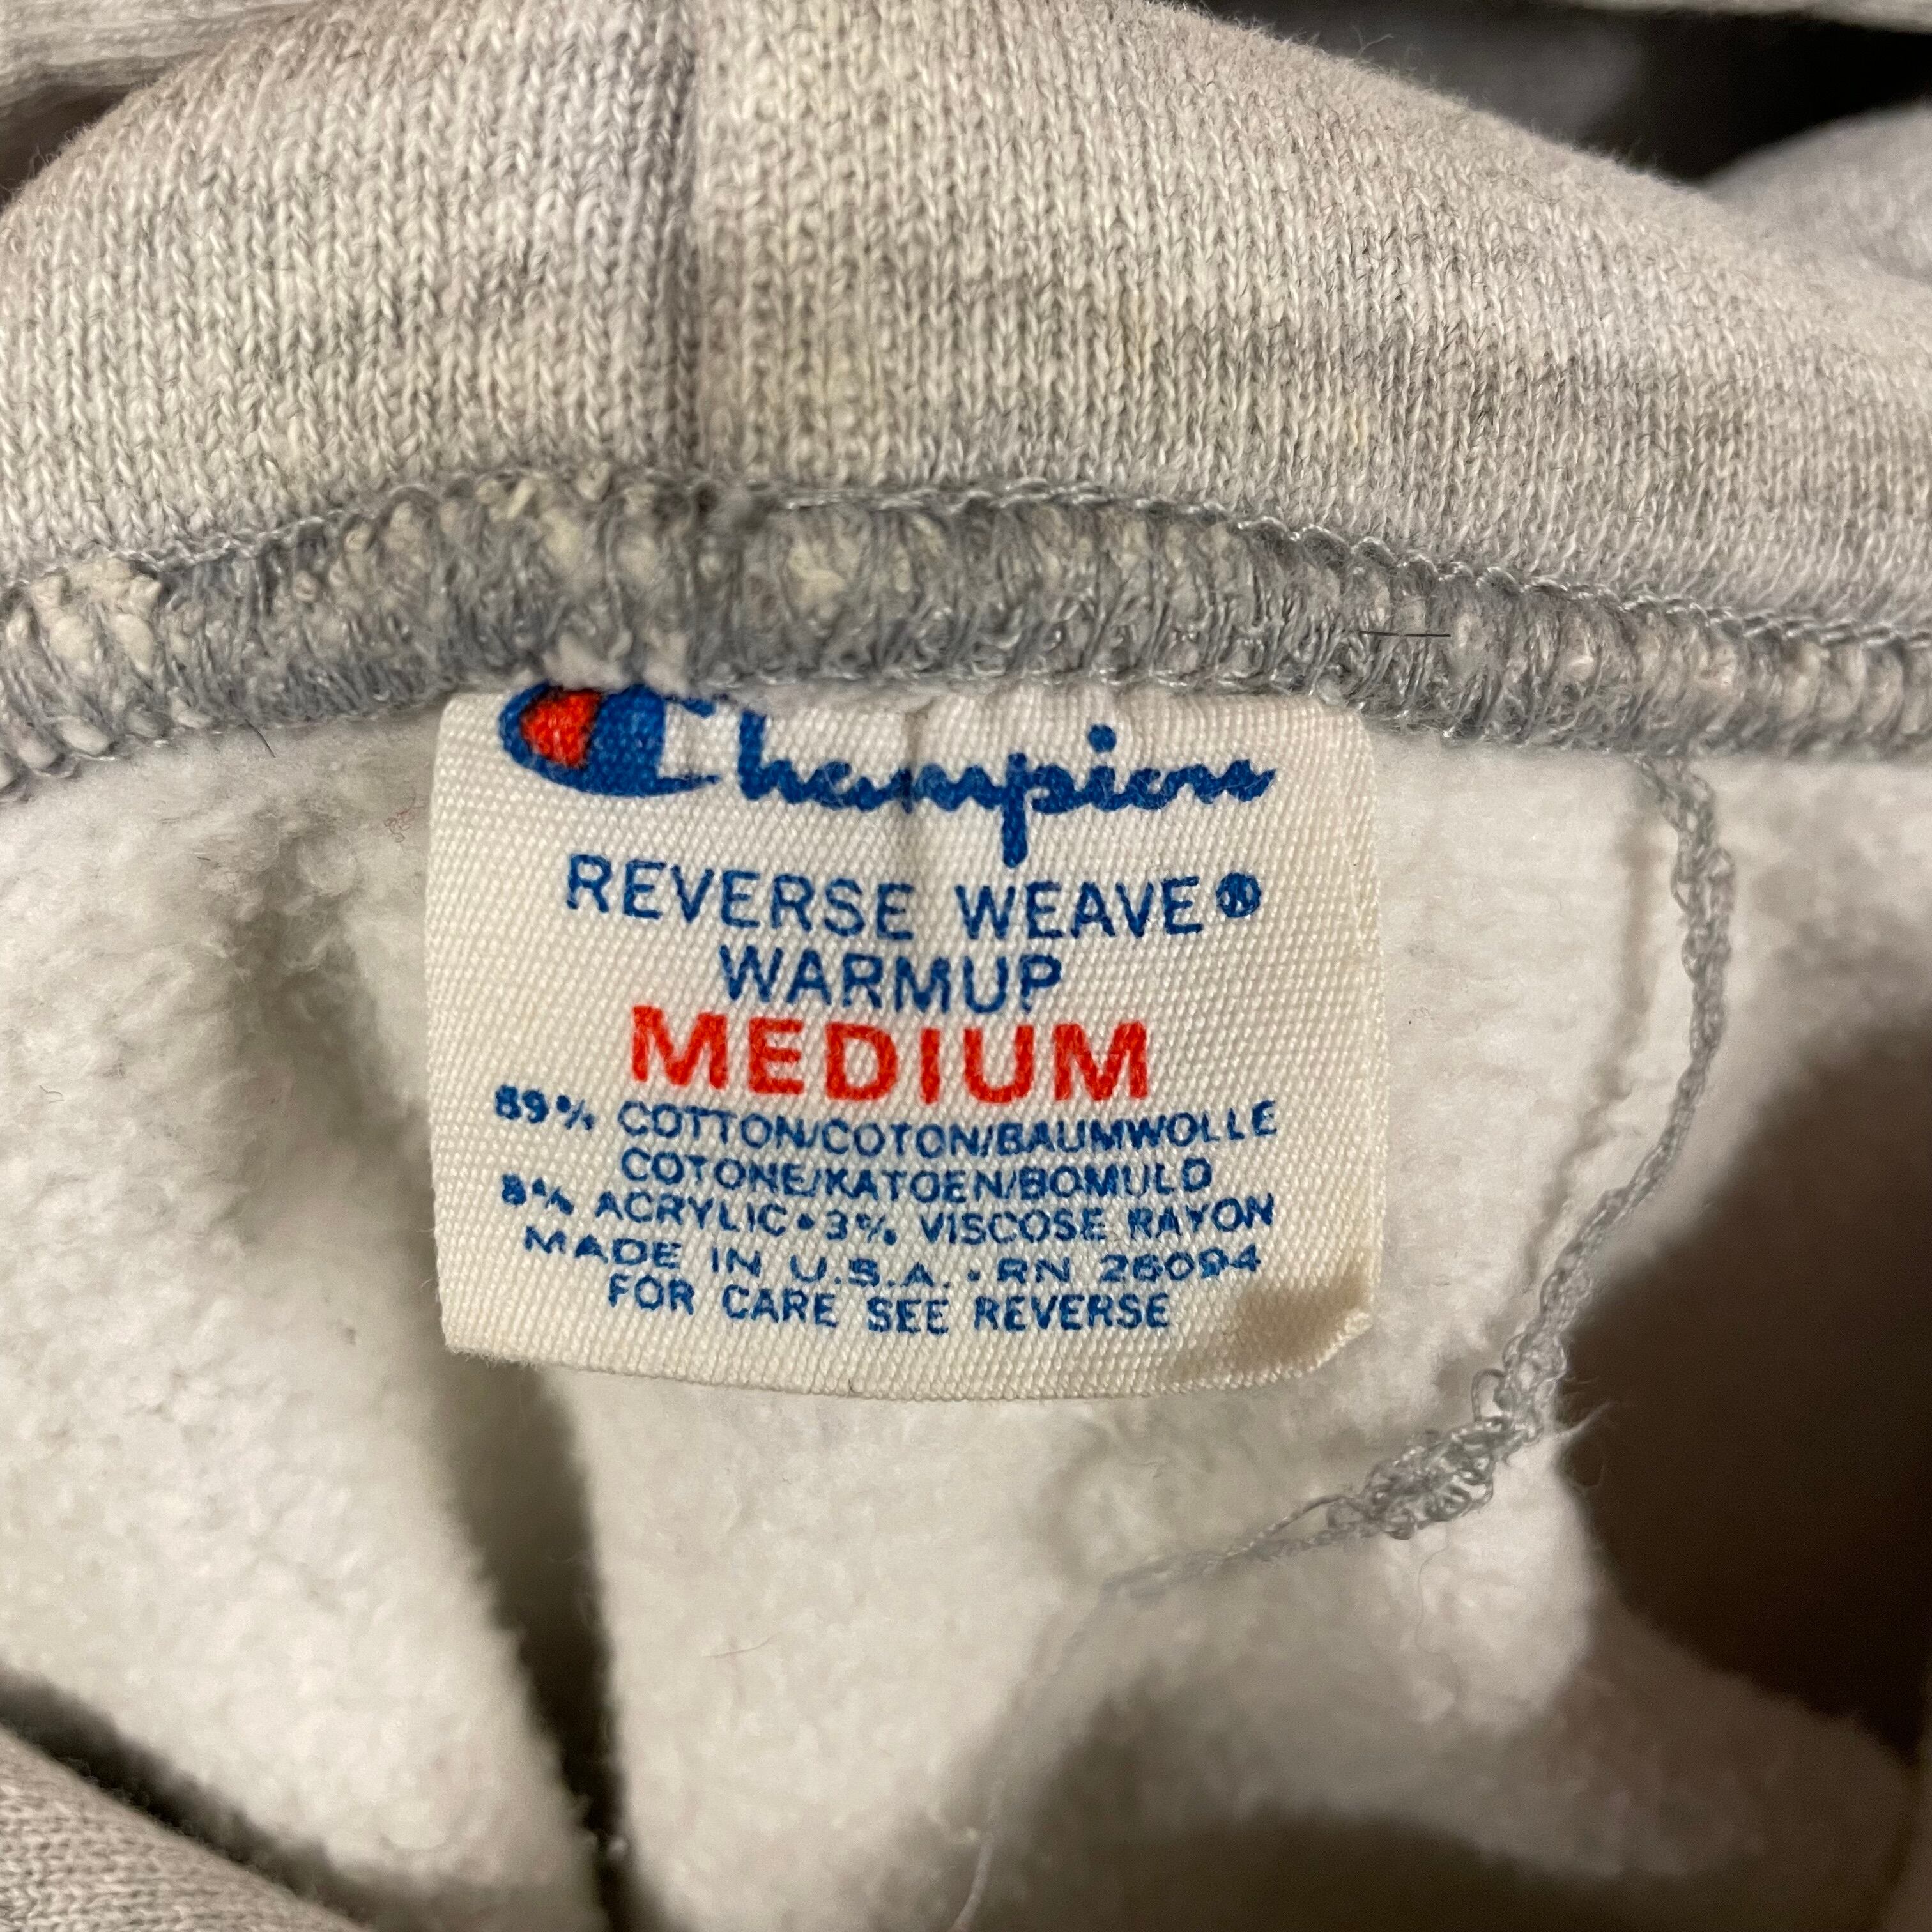 Champion
REVERSE WEAVE®
WARMUP
MEDIUM
89% COTTON/COTON/BAUMWOLLE
COTONE/KATOEN/BOMULD
8% ACRYLIC•3% VISCOSE RAYON
MADE IN U.S.A. • RN 26094
FOR CARE SEE REVERSE